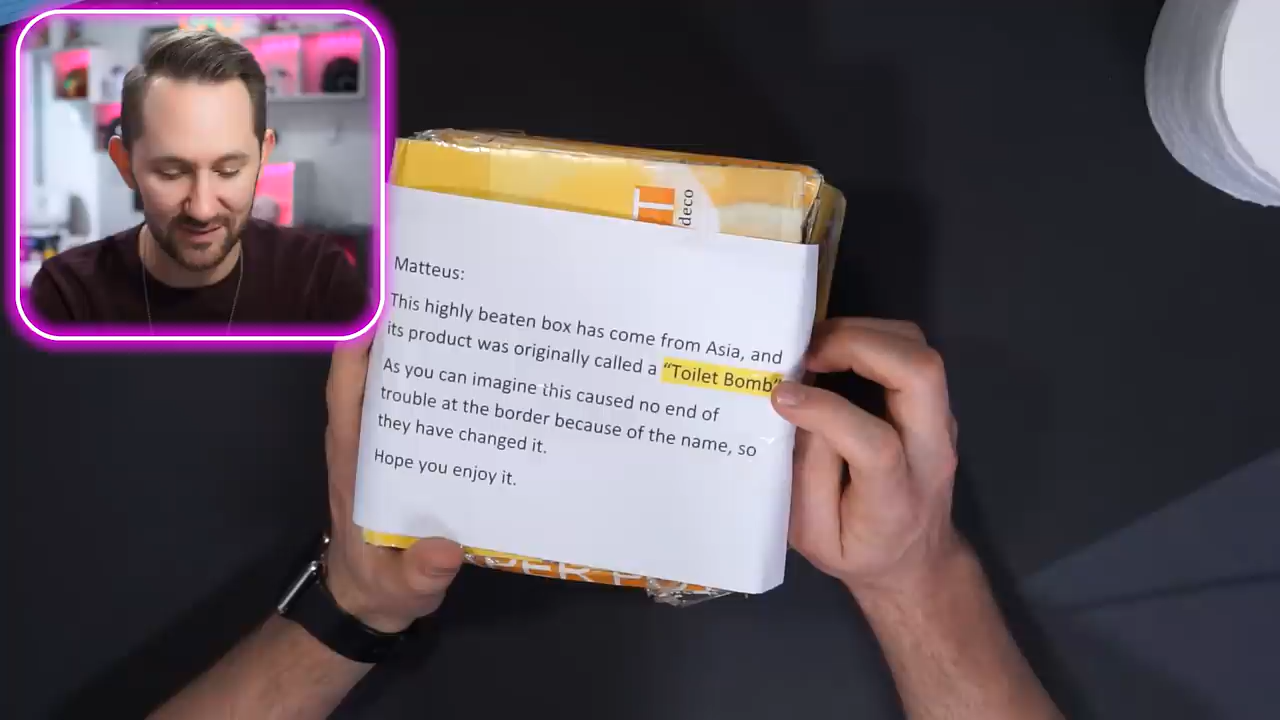 deco
Matteus:
This highly beaten box has come from Asia, and
its product was originally called a “Toilet Bomb”
As you can imagine this caused no end of
trouble at the border because of the name, so
they have changed it.
Hope you enjoy it.